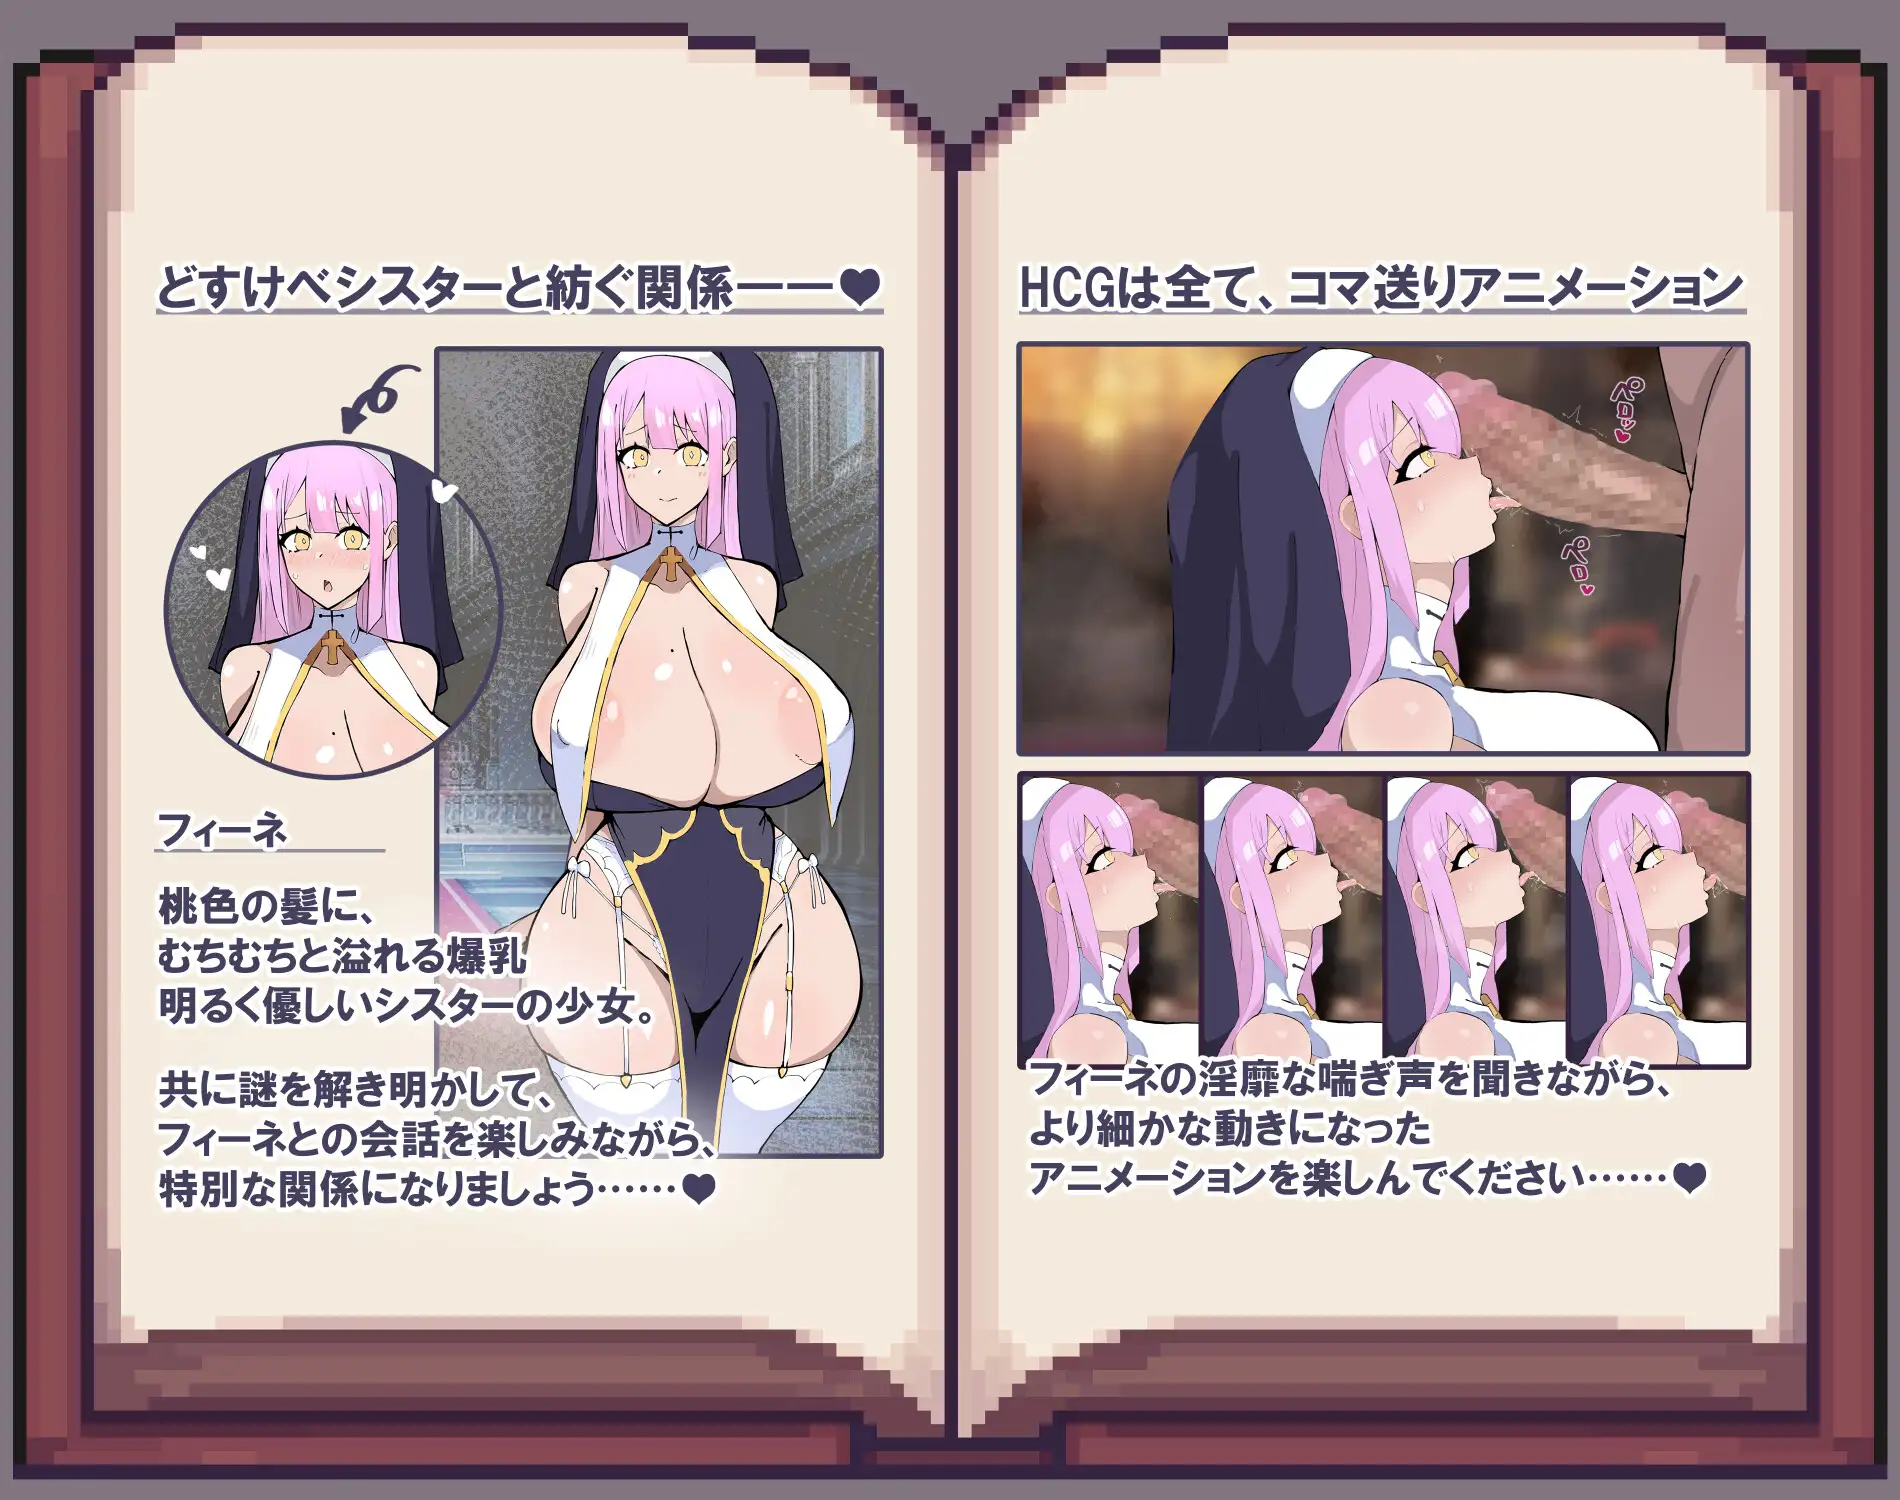 どすけべシスターと紡ぐ関係――♥
フィーネ
桃色の髪に、
むちむちと溢れる爆乳
明るく優しいシスターの少女。
共に謎を解き明かして、
フィーネとの会話を楽しみながら、
特別な関係になりましょう……♥
HCGは全て、コマ送りアニメーション
ペロッ♥
ペロ♥
フィーネの淫靡な喘ぎ声を聞きながら、
より細かな動きになった
アニメーションを楽しんでください……♥